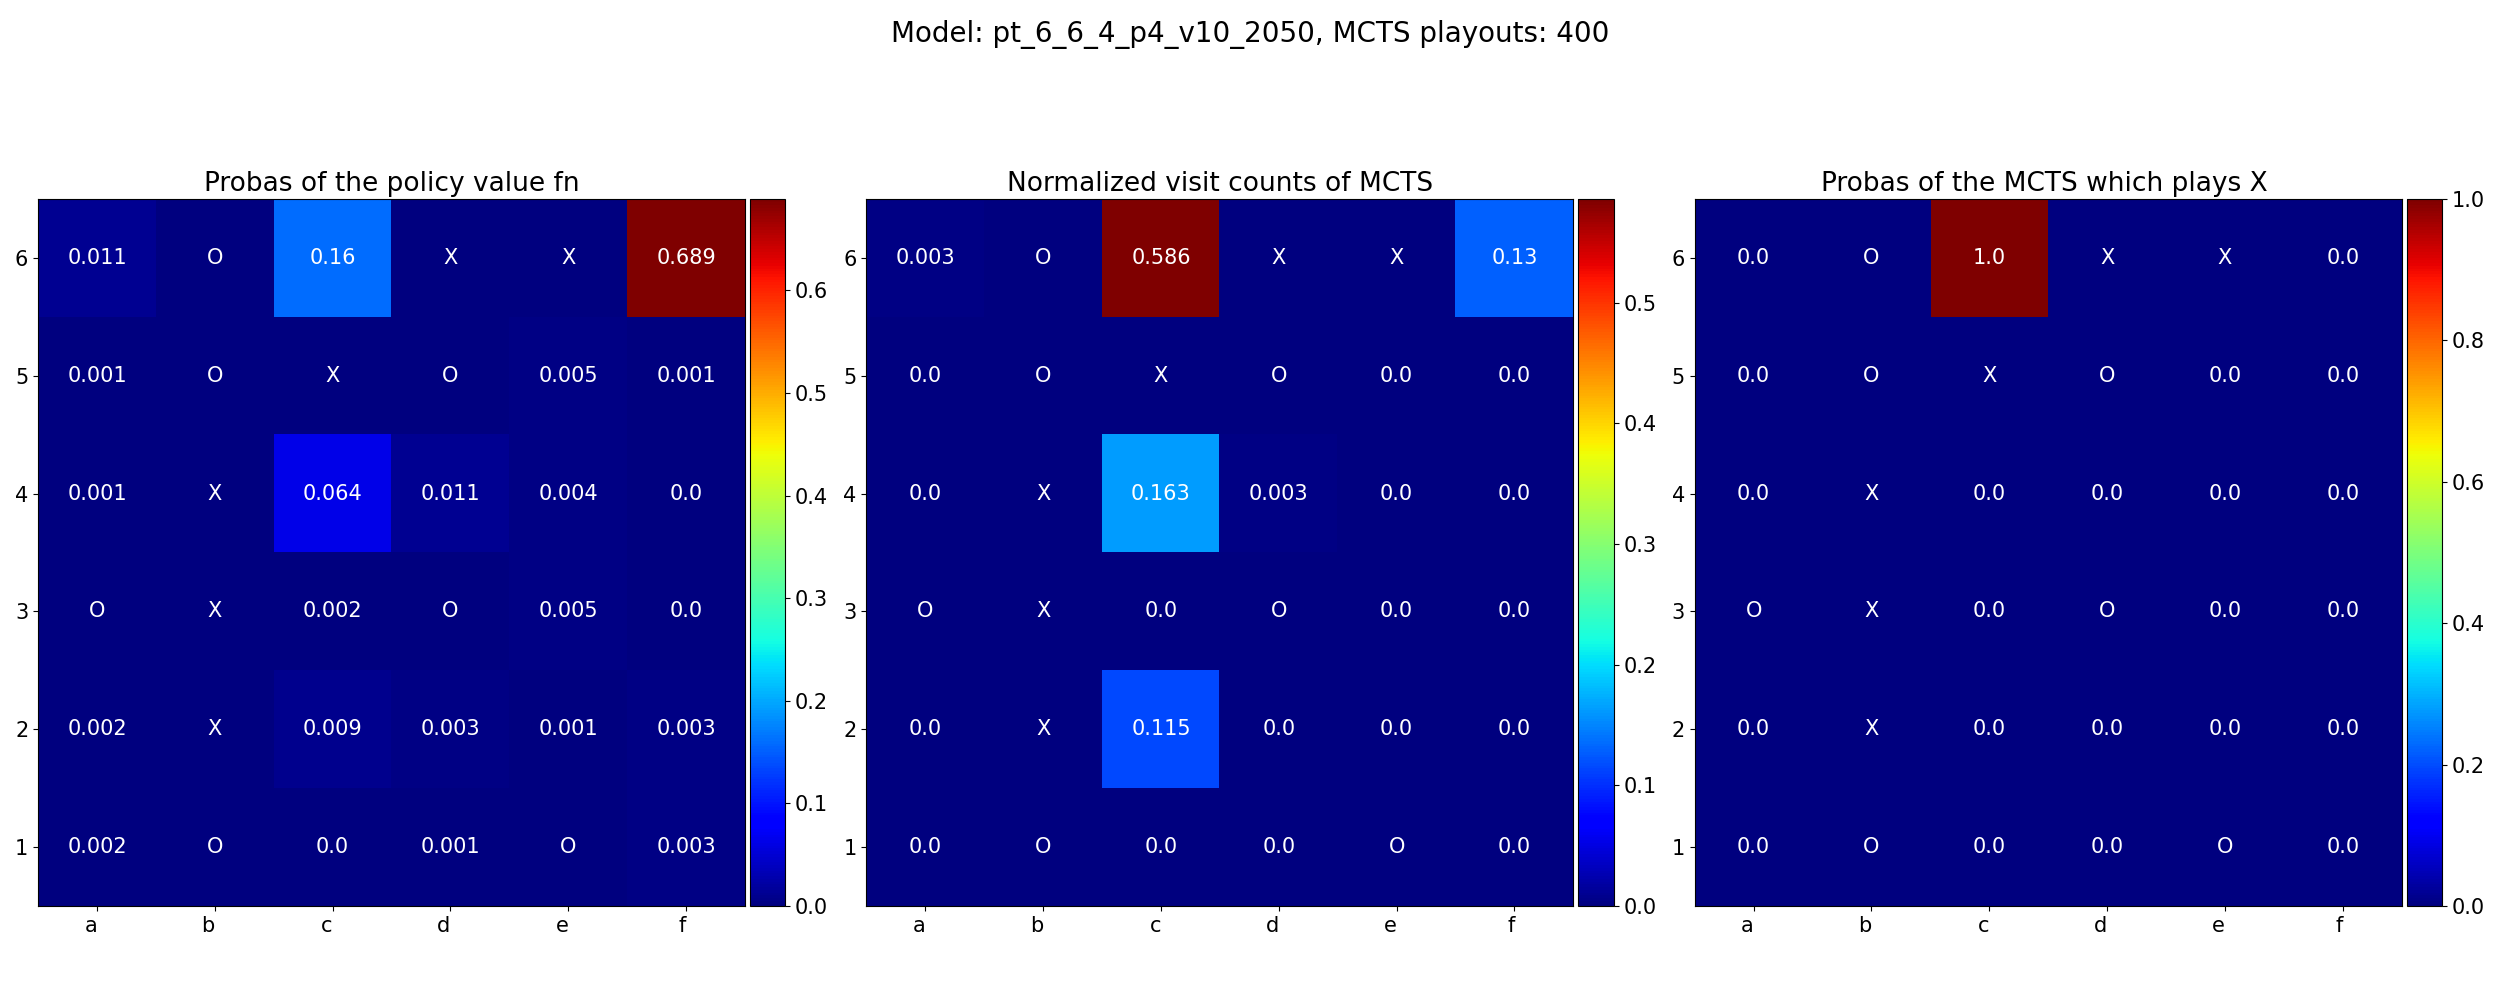 Model: pt_6_6_4_p4_v10_2050, MCTS playouts: 400
Probas of the policy value fn
6 0.011 O 0.16 X X 0.689
5 0.001 O X O 0.005 0.001
4 0.001 X 0.064 0.011 0.004 0.0
3 O X 0.002 O 0.005 0.0
2 0.002 X 0.009 0.003 0.001 0.003
1 0.002 O 0.0 0.001 O 0.003
a b c d e f
0.6
0.5
0.4
0.3
0.2
0.1
0.0
Normalized visit counts of MCTS
6 0.003 O 0.586 X X 0.13
5 0.0 O X O 0.0 0.0
4 0.0 X 0.163 0.003 0.0 0.0
3 O X 0.0 O 0.0 0.0
2 0.0 X 0.115 0.0 0.0 0.0
1 0.0 O 0.0 0.0 O 0.0
a b c d e f
0.5
0.4
0.3
0.2
0.1
0.0
Probas of the MCTS which plays X
6 0.0 O 1.0 X X 0.0
5 0.0 O X O 0.0 0.0
4 0.0 X 0.0 0.0 0.0 0.0
3 O X 0.0 O 0.0 0.0
2 0.0 X 0.0 0.0 0.0 0.0
1 0.0 O 0.0 0.0 O 0.0
a b c d e f
1.0
0.8
0.6
0.4
0.2
0.0